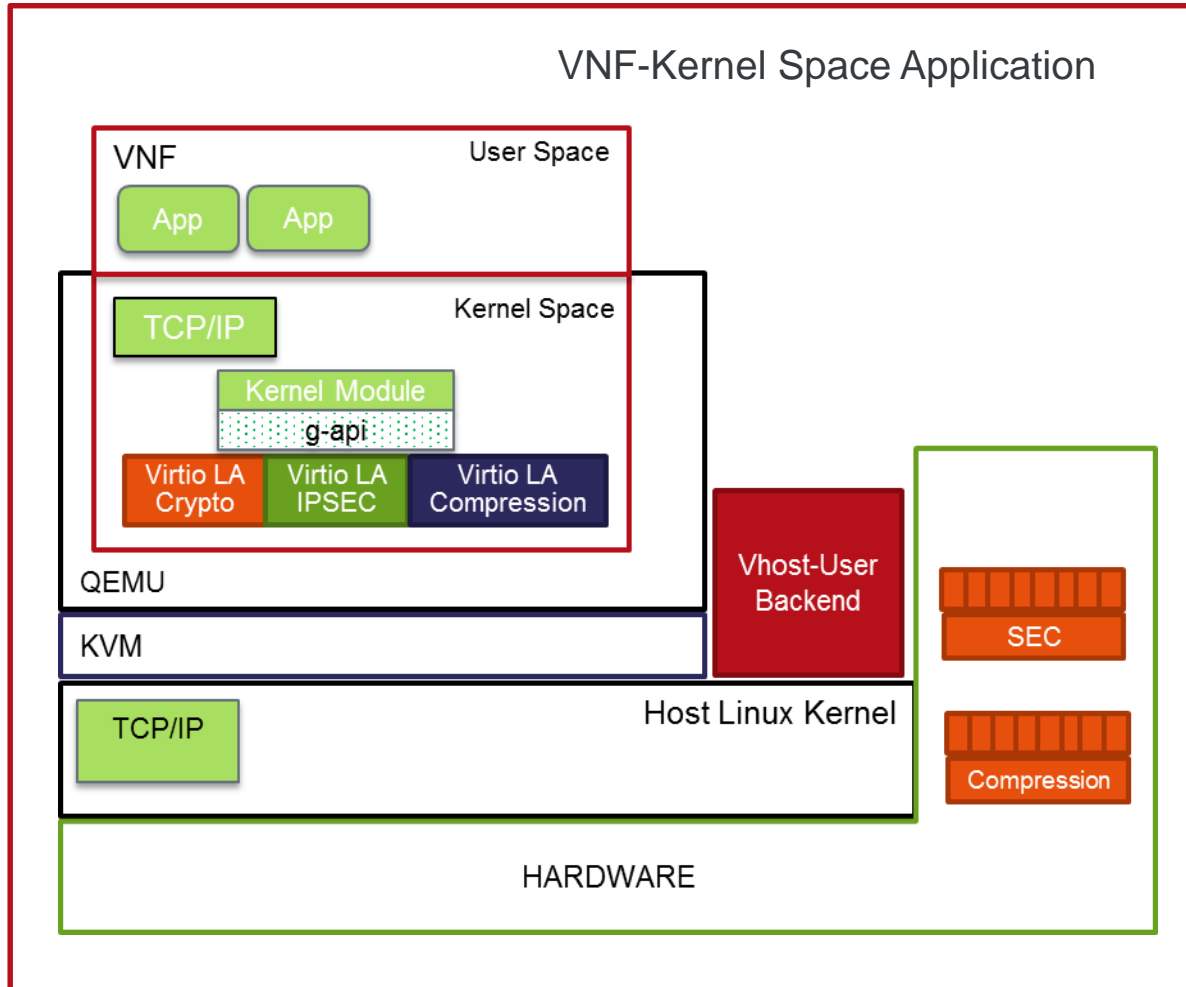 VNF-Kernel Space Application
VNF
User Space
App
App
TCP/IP
Kernel Space
Kernel Module
g-api
Virtio LA
Crypto
Virtio LA
IPSEC
Virtio LA
Compression
QEMU
Vhost-User
Backend
SEC
KVM
TCP/IP
Host Linux Kernel
Compression
HARDWARE